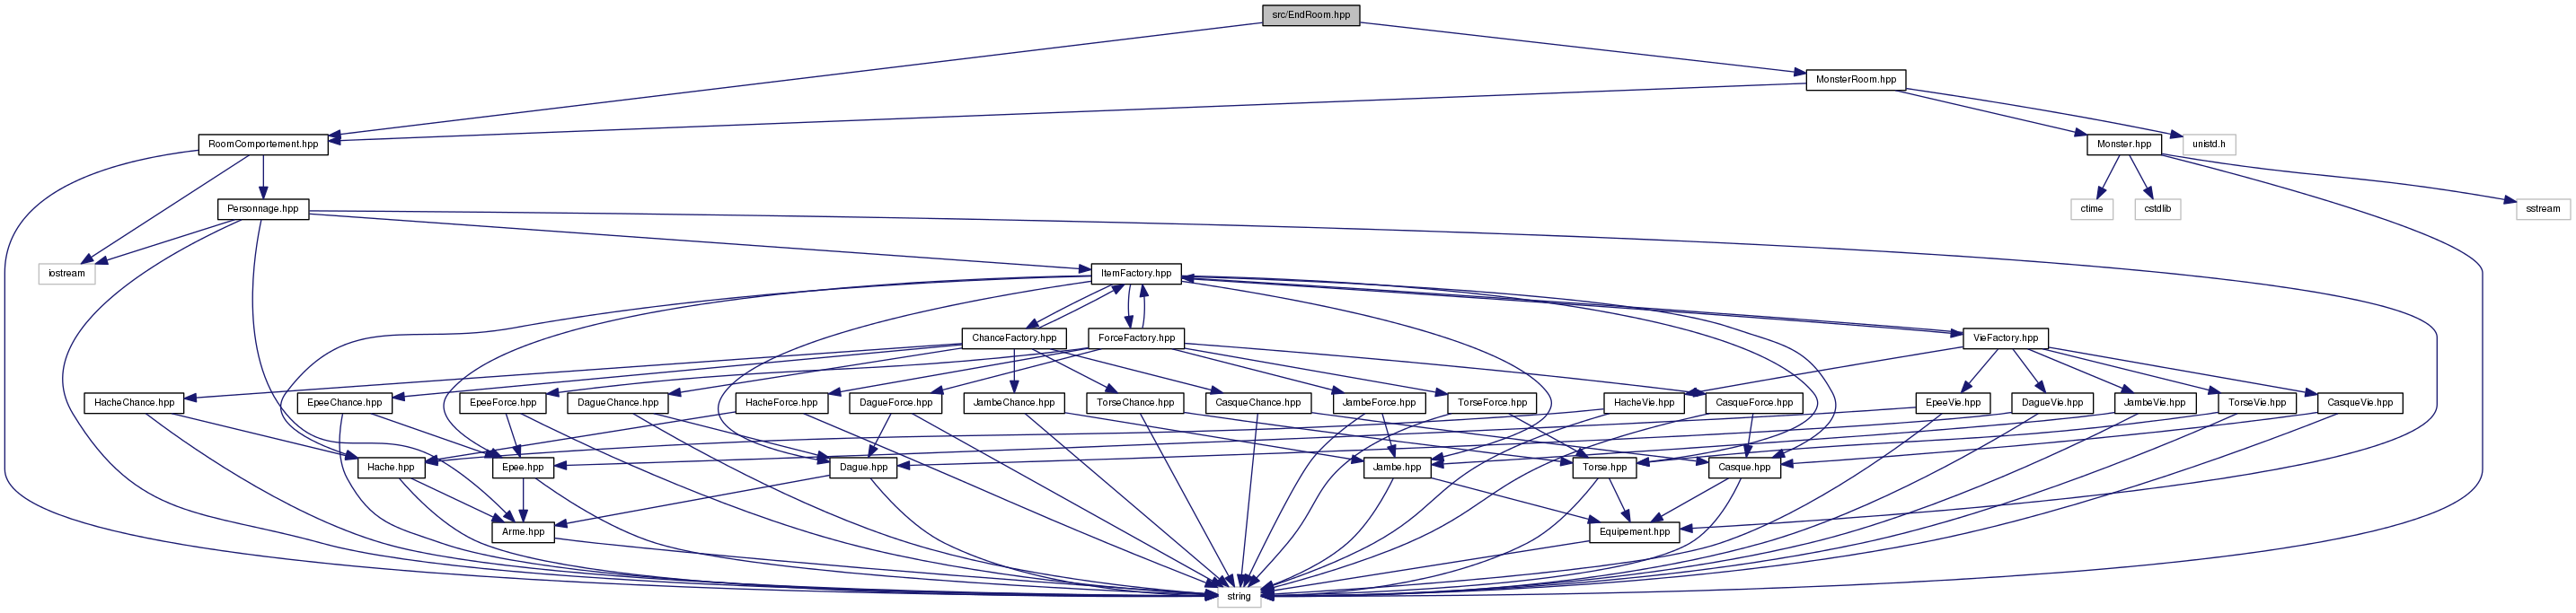 src/EndRoom.hpp
MonsterRoom.hpp
RoomComportement.hpp
Monster.hpp
unistd.h
Personnage.hpp
ctime
cstdlib
sstream
iostream
ItemFactory.hpp
ChanceFactory.hpp
ForceFactory.hpp
VieFactory.hpp
HacheChance.hpp
EpeeChance.hpp
EpeeForce.hpp
DagueChance.hpp
HacheForce.hpp
DagueForce.hpp
JambeChance.hpp
TorseChance.hpp
CasqueChance.hpp
JambeForce.hpp
TorseForce.hpp
HacheVie.hpp
CasqueForce.hpp
EpeeVie.hpp
DagueVie.hpp
JambeVie.hpp
TorseVie.hpp
CasqueVie.hpp
Hache.hpp
Epee.hpp
Dague.hpp
Jambe.hpp
Torse.hpp
Casque.hpp
Arme.hpp
Equipement.hpp
string